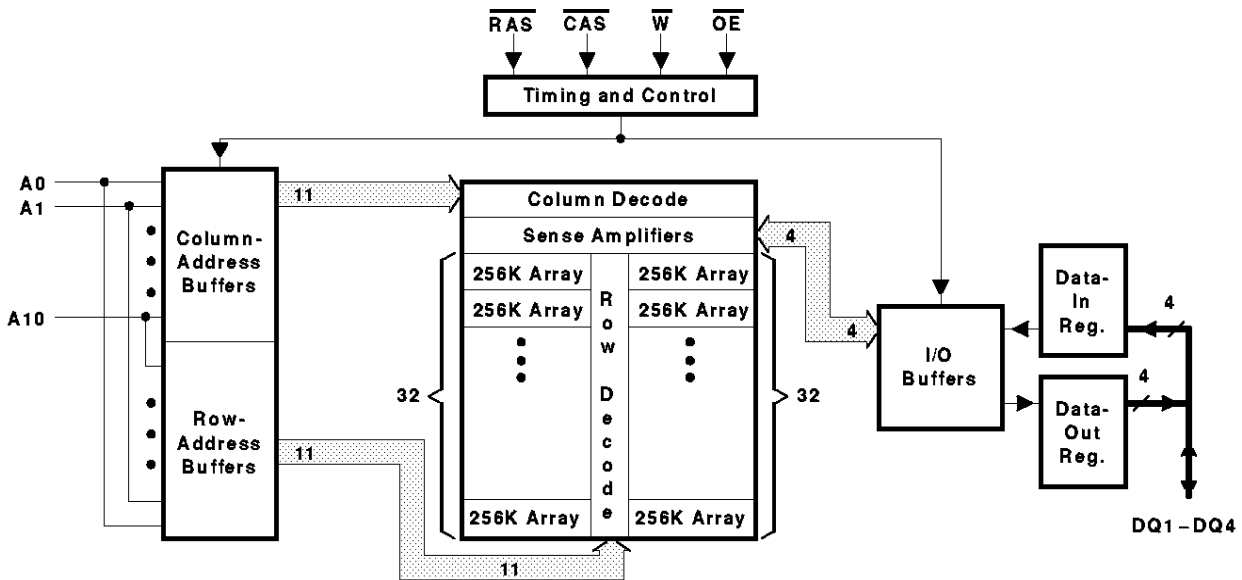 RAS CAS W OE
Timing and Control
A0
A1
A10
Column-
Address
Buffers
Row-
Address
Buffers
11
11
11
Column Decode
Sense Amplifiers
256K Array 256K Array
256K Array 256K Array
256K Array 256K Array
Row Decode
32
32
4
4
I/O
Buffers
Data-
In
Reg.
4
Data-
Out
Reg.
4
DQ1–DQ4